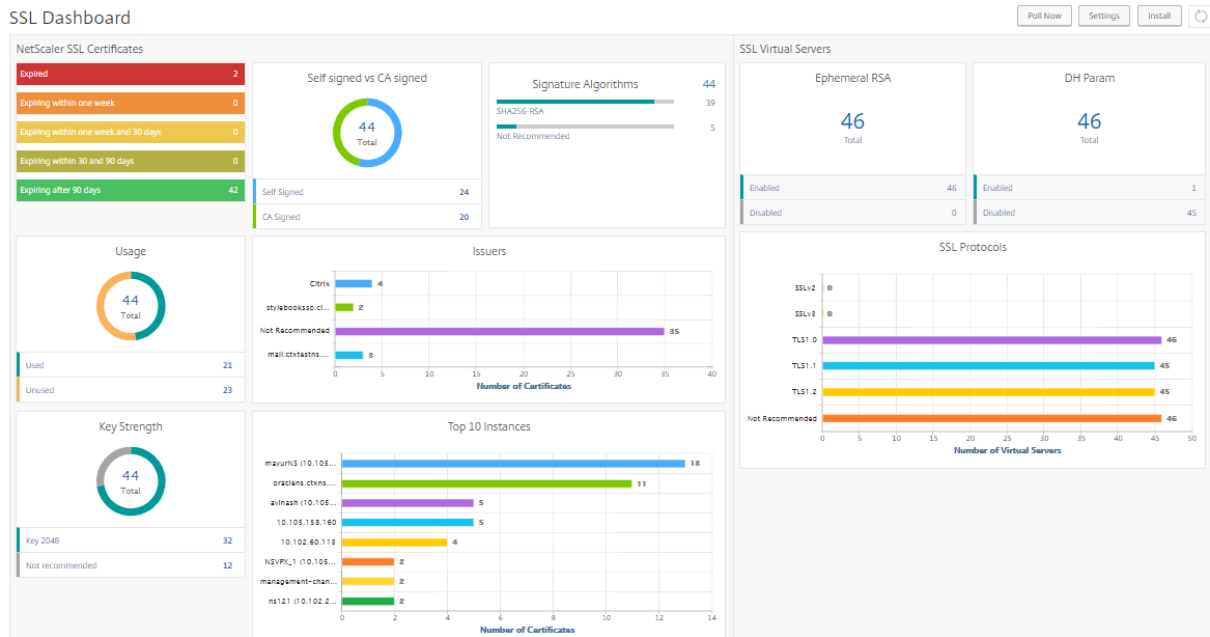 SSL Dashboard
Poll Now
Settings
Install
NetScaler SSL Certificates
Expired 2
Expiring within one week 0
Expiring within one week and 30 days 0
Expiring within 30 and 90 days 0
Expiring after 90 days 42
Self signed vs CA signed
44
Total
Self Signed 24
CA Signed 20
Signature Algorithms 44
39
SHA256-RSA
5
Not Recommended
Usage
44
Total
Used 21
Unused 23
Issuers
Citrix 4
stylebooksso.ci... 2
Not Recommended 35
mail.ctxtestns.... 3
0 5 10 15 20 25 30 35 40
Number of Certificates
Key Strength
44
Total
Key 2048 32
Not recommended 12
Top 10 Instances
mayurNS (10.105... 13
oraclens.ctxns.... 11
avinash (10.105... 5
10.105.158.160 5
10.102.60.118 4
NSVPX_1 (10.105... 2
management-chan... 2
ns121 (10.102.2... 2
0 2 4 6 8 10 12 14
Number of Certificates
SSL Virtual Servers
Ephemeral RSA
46
Total
Enabled 46
Disabled 0
DH Param
46
Total
Enabled 1
Disabled 45
SSL Protocols
SSLv2 0
SSLv3 0
TLS1.0 46
TLS1.1 45
TLS1.2 45
Not Recommended 46
0 5 10 15 20 25 30 35 40 45 50
Number of Virtual Servers